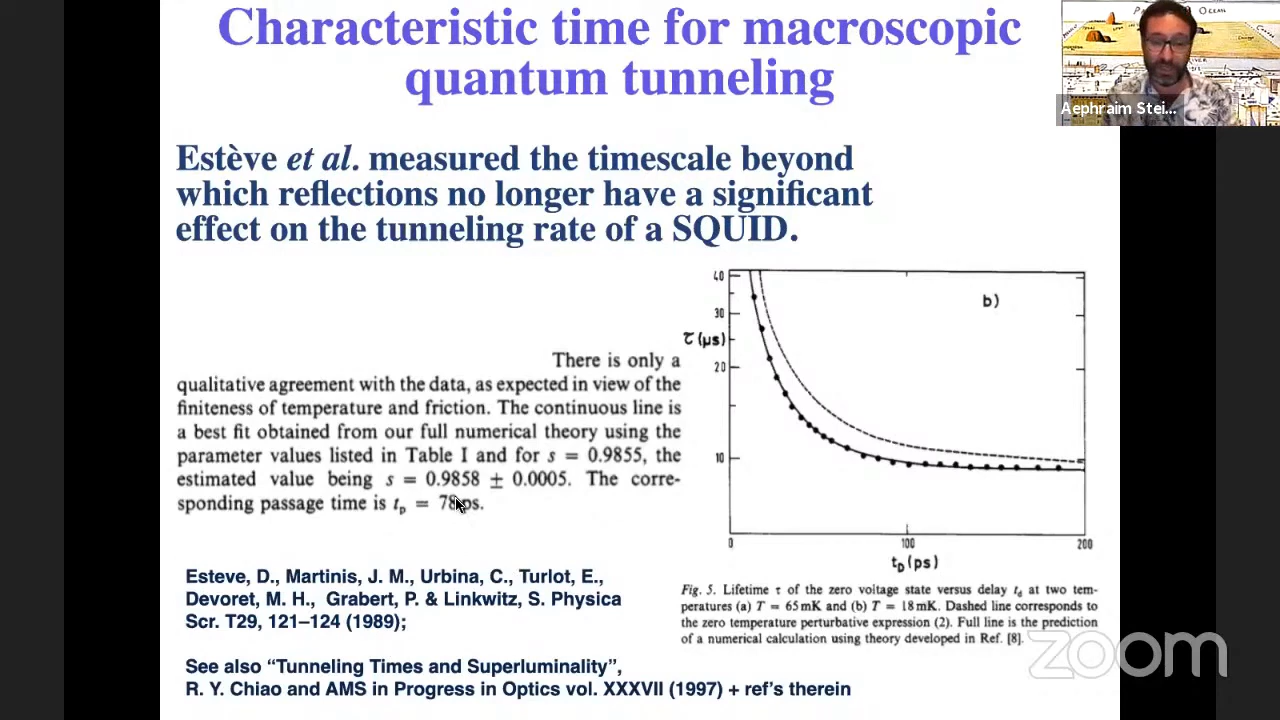 Characteristic time for macroscopic
quantum tunneling
Aephraim Stei...
Estève et al. measured the timescale beyond
which reflections no longer have a significant
effect on the tunneling rate of a SQUID.
There is only a
qualitative agreement with the data, as expected in view of the
finiteness of temperature and friction. The continuous line is
a best fit obtained from our full numerical theory using the
parameter values listed in Table I and for s = 0.9855, the
estimated value being s = 0.9858 ± 0.0005. The corre-
sponding passage time is tp = 78 ps.
40
30
τ (μs)
20
10
b)
0 100 200
tD (ps)
Fig. 5. Lifetime τ of the zero voltage state versus delay td at two tem-
peratures (a) T = 65 mK and (b) T = 18 mK. Dashed line corresponds to
the zero temperature perturbative expression (2). Full line is the prediction
of a numerical calculation using theory developed in Ref. [8].
Esteve, D., Martinis, J. M., Urbina, C., Turlot, E.,
Devoret, M. H., Grabert, P. & Linkwitz, S. Physica
Scr. T29, 121–124 (1989);
See also “Tunneling Times and Superluminality”,
R. Y. Chiao and AMS in Progress in Optics vol. XXXVII (1997) + ref’s therein
zoom